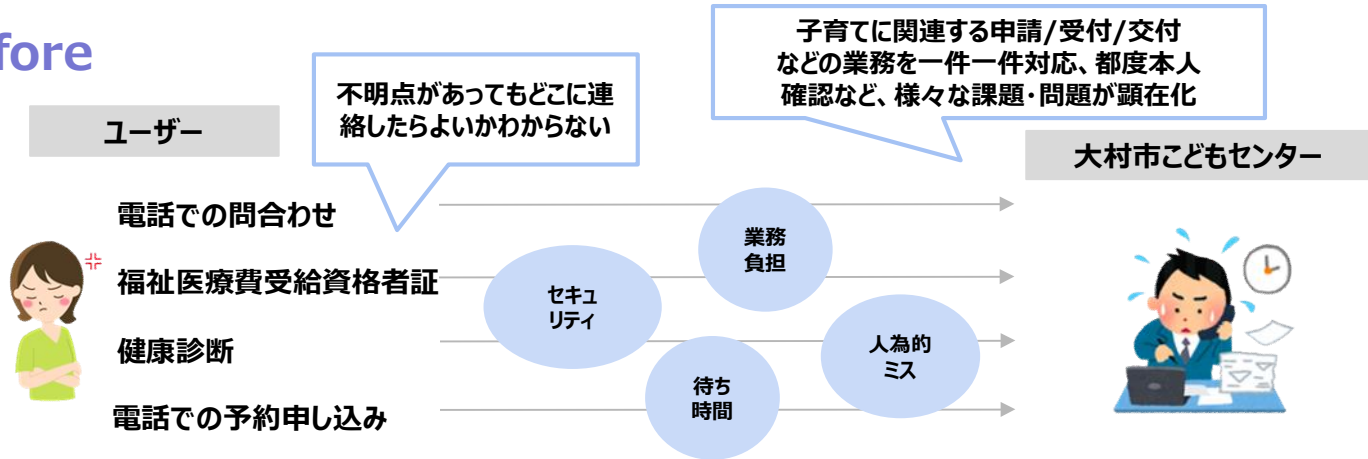 fore
子育てに関連する申請/受付/交付
などの業務を一件一件対応、都度本人
確認など、様々な課題・問題が顕在化
不明点があってもどこに連
絡したらよいかわからない
ユーザー
大村市こどもセンター
電話での問合わせ
福祉医療費受給資格者証
健康診断
電話での予約申し込み
業務
負担
セキュ
リティ
人為的
ミス
待ち
時間